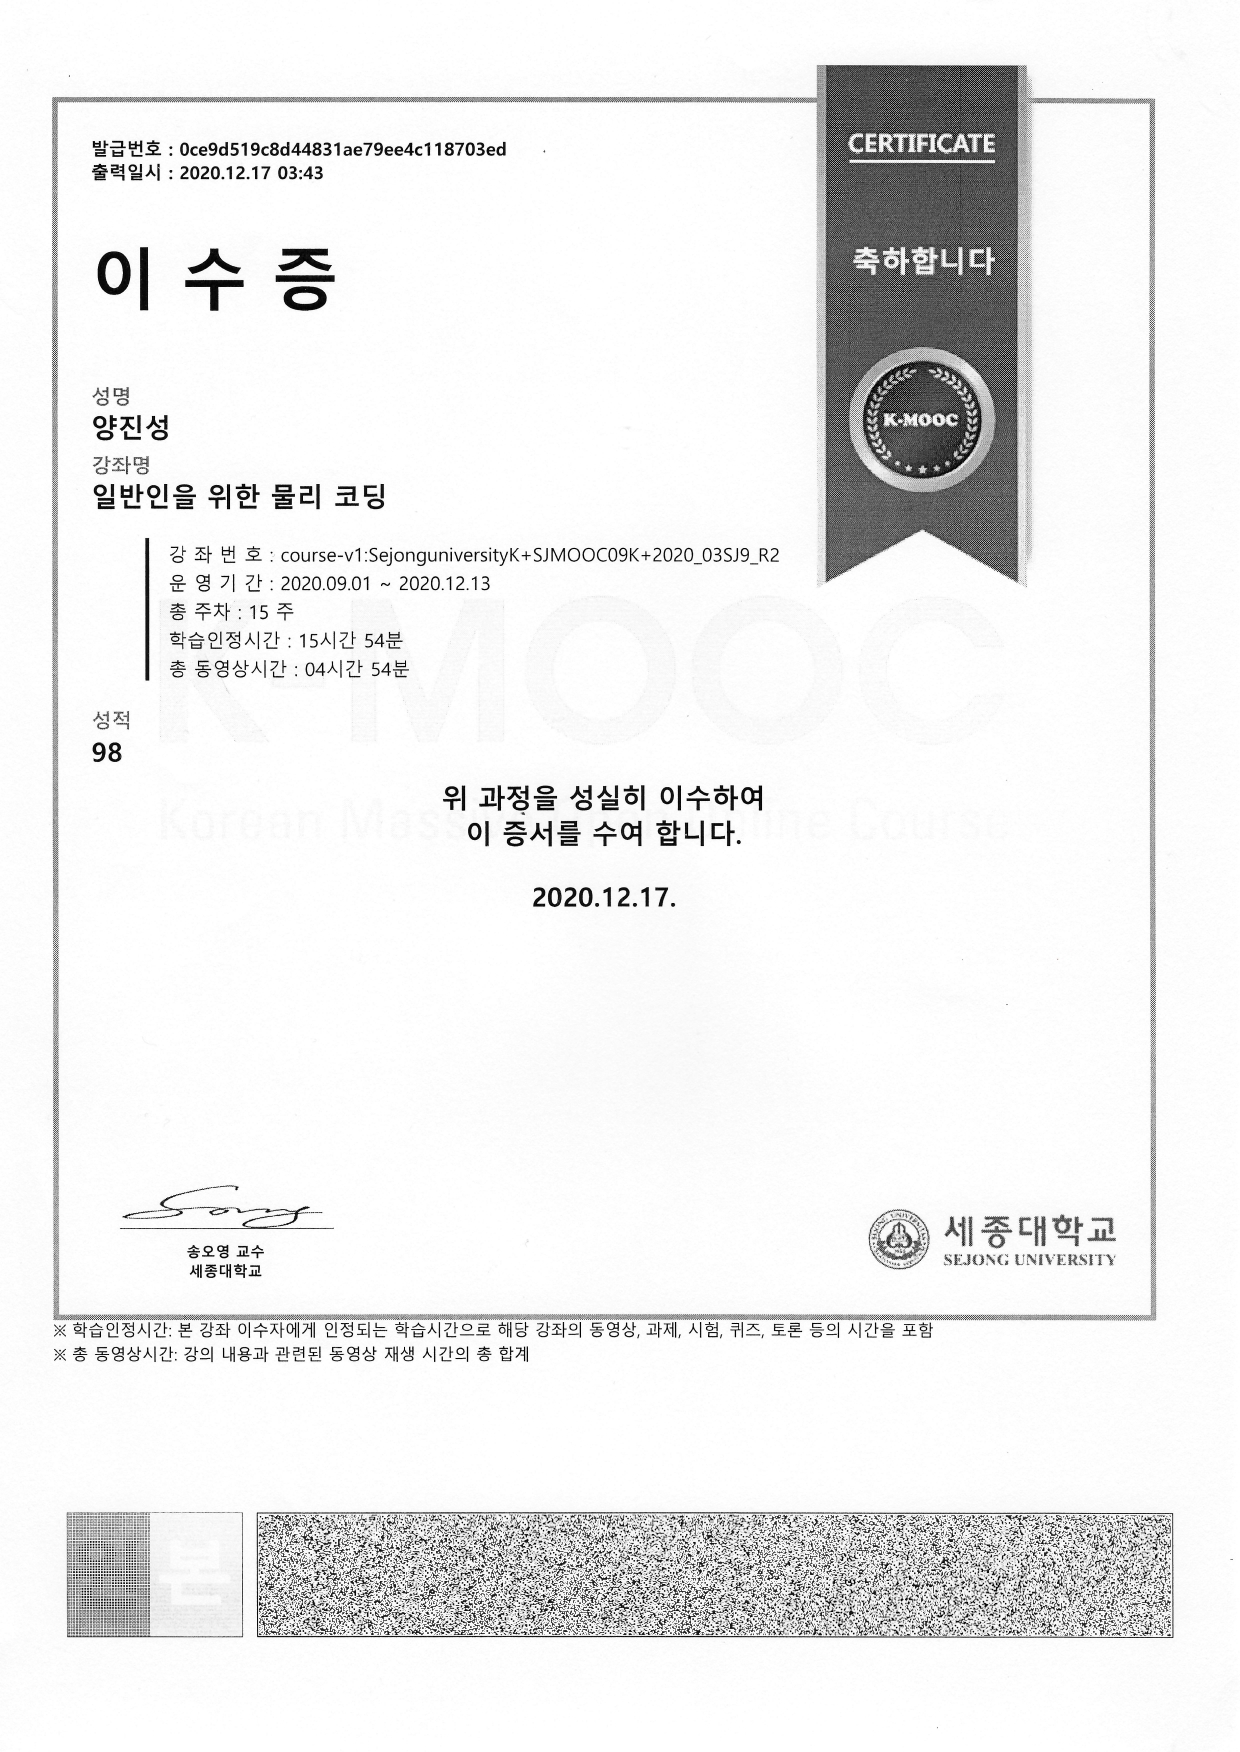 발급번호 : 0ce9d519c8d44831ae79ee4c118703ed
출력일시 : 2020.12.17 03:43
CERTIFICATE
축하합니다
K-MOOC
이 수 증
성명
양진성
강좌명
일반인을 위한 물리 코딩
강 좌 번 호 : course-v1:SejonguniversityK+SJMOOC09K+2020_03SJ9_R2
운 영 기 간 : 2020.09.01 ~ 2020.12.13
총 주차 : 15 주
학습인정시간 : 15시간 54분
총 동영상시간 : 04시간 54분
K-MOOC
성적
98
위 과정을 성실히 이수하여
이 증서를 수여 합니다.
2020.12.17.
Song
송오영 교수
세종대학교
세종대학교
SEJONG UNIVERSITY
※ 학습인정시간: 본 강좌 이수자에게 인정되는 학습시간으로 해당 강좌의 동영상, 과제, 시험, 퀴즈, 토론 등의 시간을 포함
※ 총 동영상시간: 강의 내용과 관련된 동영상 재생 시간의 총 합계
본